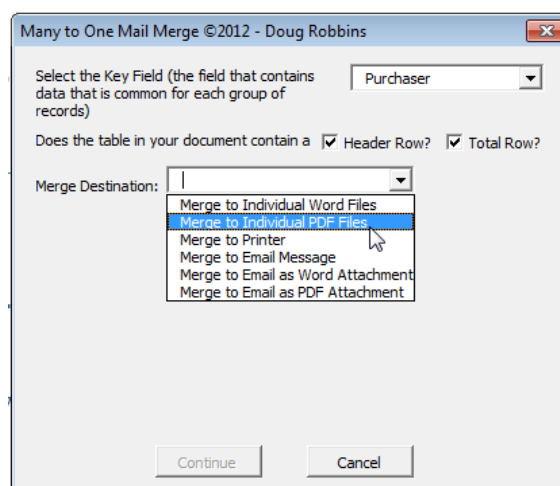 Many to One Mail Merge ©2012 - Doug Robbins
Select the Key Field (the field that contains
data that is common for each group of
records)
Purchaser
Does the table in your document contain a Header Row? Total Row?
Merge Destination:
Merge to Individual Word Files
Merge to Individual PDF Files
Merge to Printer
Merge to Email Message
Merge to Email as Word Attachment
Merge to Email as PDF Attachment
Continue Cancel